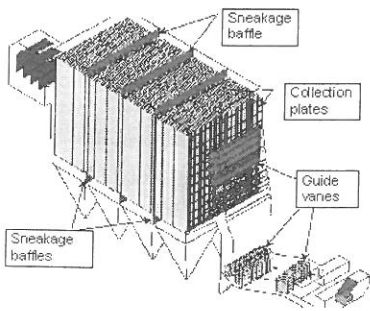 Sneakage
baffle
Collection
plates
Guide
vanes
Sneakage
baffles